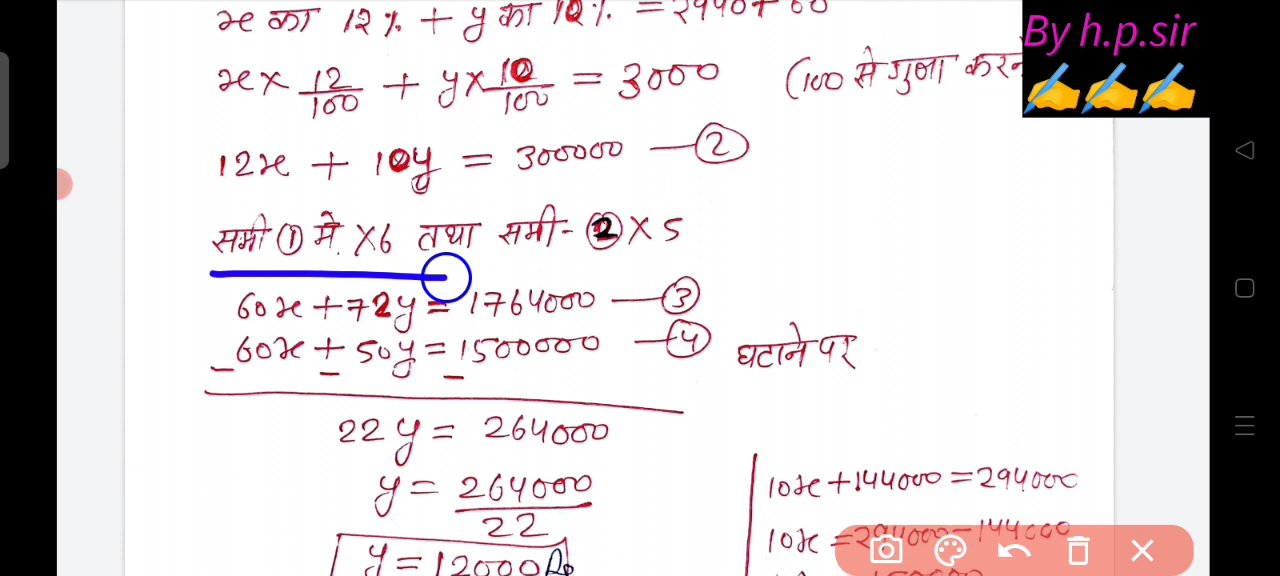 x का 12% + y का 10% = 2940 + 60
By h.p.sir
x × 12/100 + y × 10/100 = 3000 (100 से गुणा करने
12x + 10y = 300000 — ②
समी ① में ×6 तथा समी- ② × 5
60x + 72y = 1764000 — ③
60x + 50y = 1500000 — ④ घटाने पर
− − −
22y = 264000
y = 264000/22
10x + 144000 = 294000
10x = 294000 − 144000
y = 12000 Rs